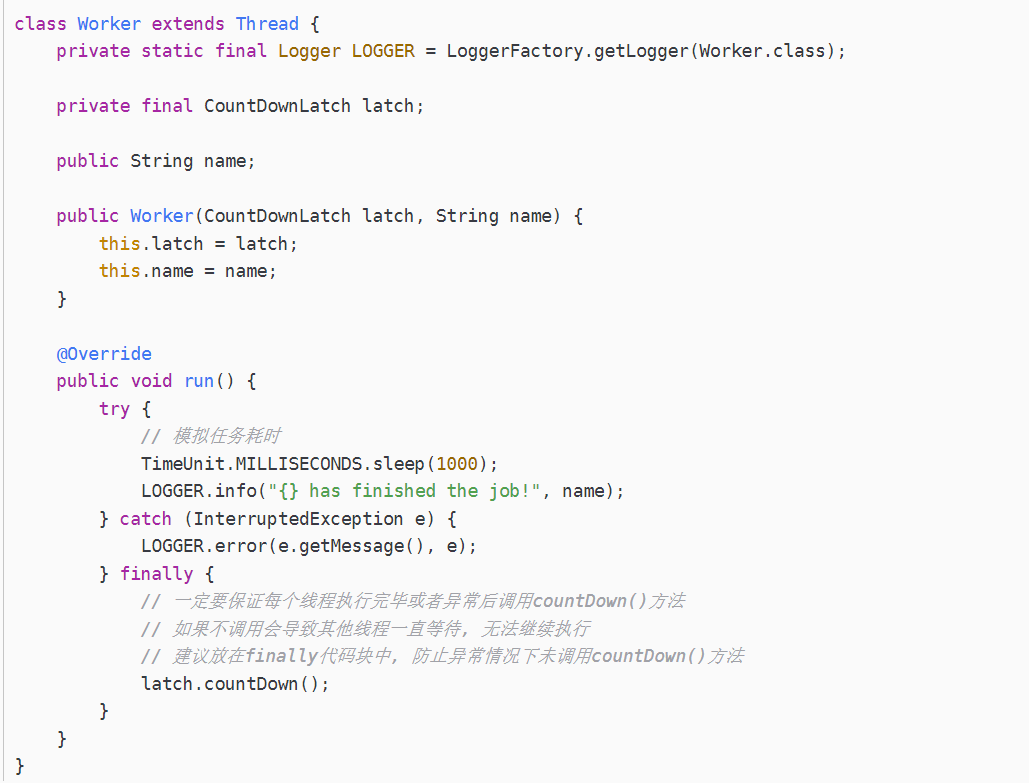 class Worker extends Thread {
    private static final Logger LOGGER = LoggerFactory.getLogger(Worker.class);

    private final CountDownLatch latch;

    public String name;

    public Worker(CountDownLatch latch, String name) {
        this.latch = latch;
        this.name = name;
    }

    @Override
    public void run() {
        try {
            // 模拟任务耗时
            TimeUnit.MILLISECONDS.sleep(1000);
            LOGGER.info("{} has finished the job!", name);
        } catch (InterruptedException e) {
            LOGGER.error(e.getMessage(), e);
        } finally {
            // 一定要保证每个线程执行完毕或者异常后调用countDown()方法
            // 如果不调用会导致其他线程一直等待, 无法继续执行
            // 建议放在finally代码块中, 防止异常情况下未调用countDown()方法
            latch.countDown();
        }
    }
}